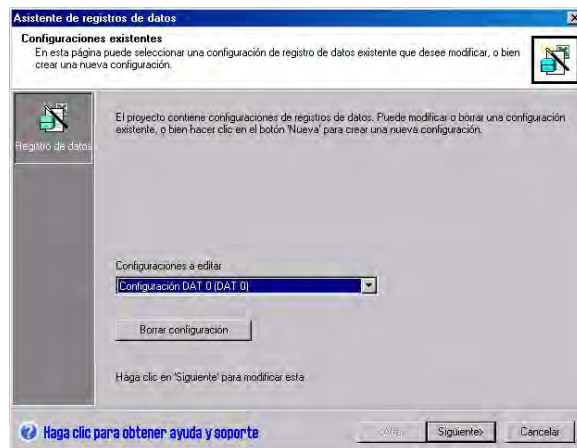 Asistente de registros de datos
Configuraciones existentes
En esta página puede seleccionar una configuración de registro de datos existente que desee modificar, o bien
crear una nueva configuración.
Registro de datos
El proyecto contiene configuraciones de registros de datos. Puede modificar o borrar una configuración
existente, o bien hacer clic en el botón 'Nueva' para crear una nueva configuración.
Configuraciones a editar
Configuración DAT 0 (DAT 0)
Borrar configuración
Haga clic en 'Siguiente' para modificar esta
Haga clic para obtener ayuda y soporte
<Atrás
Siguiente>
Cancelar